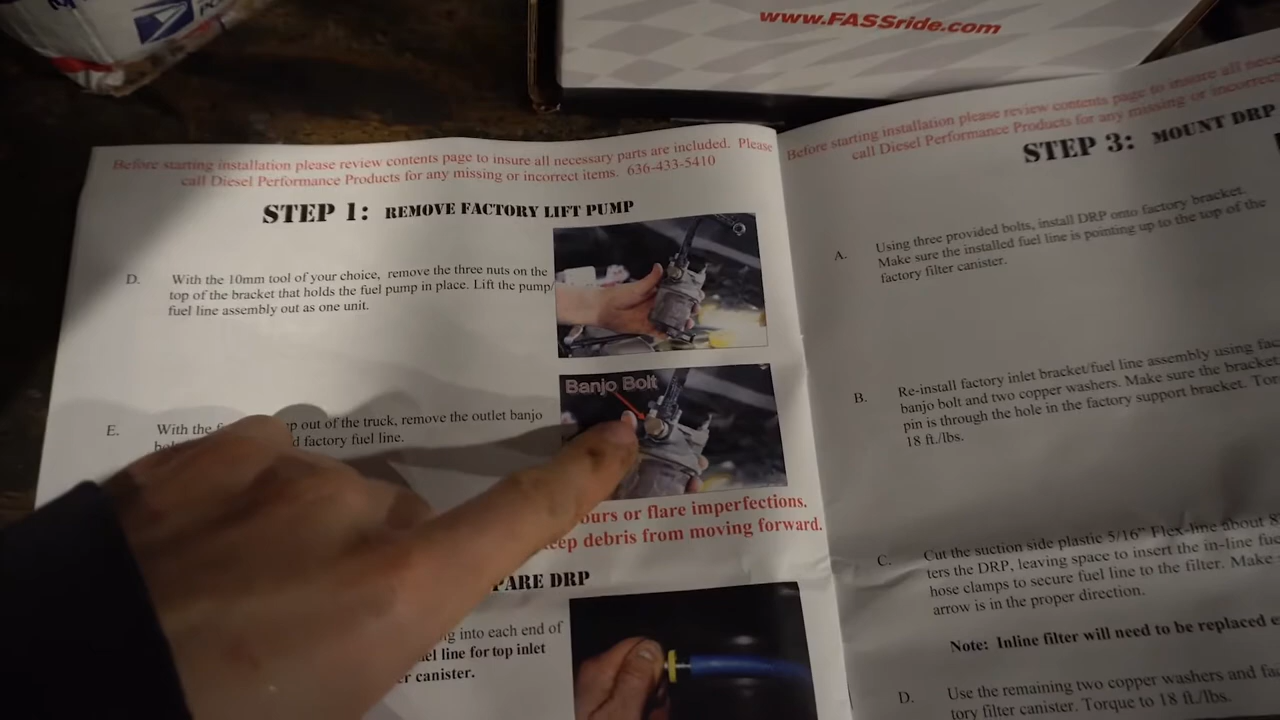 www.FASSride.com
Before starting installation please review contents page to insure all necessary parts are included. Please
call Diesel Performance Products for any missing or incorrect items. 636-433-5410
STEP 1: REMOVE FACTORY LIFT PUMP
D. With the 10mm tool of your choice, remove the three nuts on the
top of the bracket that holds the fuel pump in place. Lift the pump/
fuel line assembly out as one unit.
Banjo Bolt
E. With the out of the truck, remove the outlet banjo
factory fuel line.
ours or flare imperfections.
debris from moving forward.
DRP
into each end of
line for top inlet
canister.
Before starting installation please review contents page to insure all
call Diesel Performance Products for any missing or
STEP 3: MOUNT DRP
A. Using three provided bolts, install DRP onto factory bracket.
Make sure the installed fuel line is pointing up to the top of the
factory filter canister.
B. Re-install factory inlet bracket/fuel line assembly using
banjo bolt and two copper washers. Make sure the bracket
pin is through the hole in the factory support bracket.
18 ft./lbs.
C. Cut the suction side plastic 5/16" Flex-line about
ters the DRP, leaving space to insert the in-line
hose clamps to secure fuel line to the filter. Make
arrow is in the proper direction.
Note: Inline filter will need to be replaced
D. Use the remaining two copper washers and
tory filter canister. Torque to 18 ft./lbs.